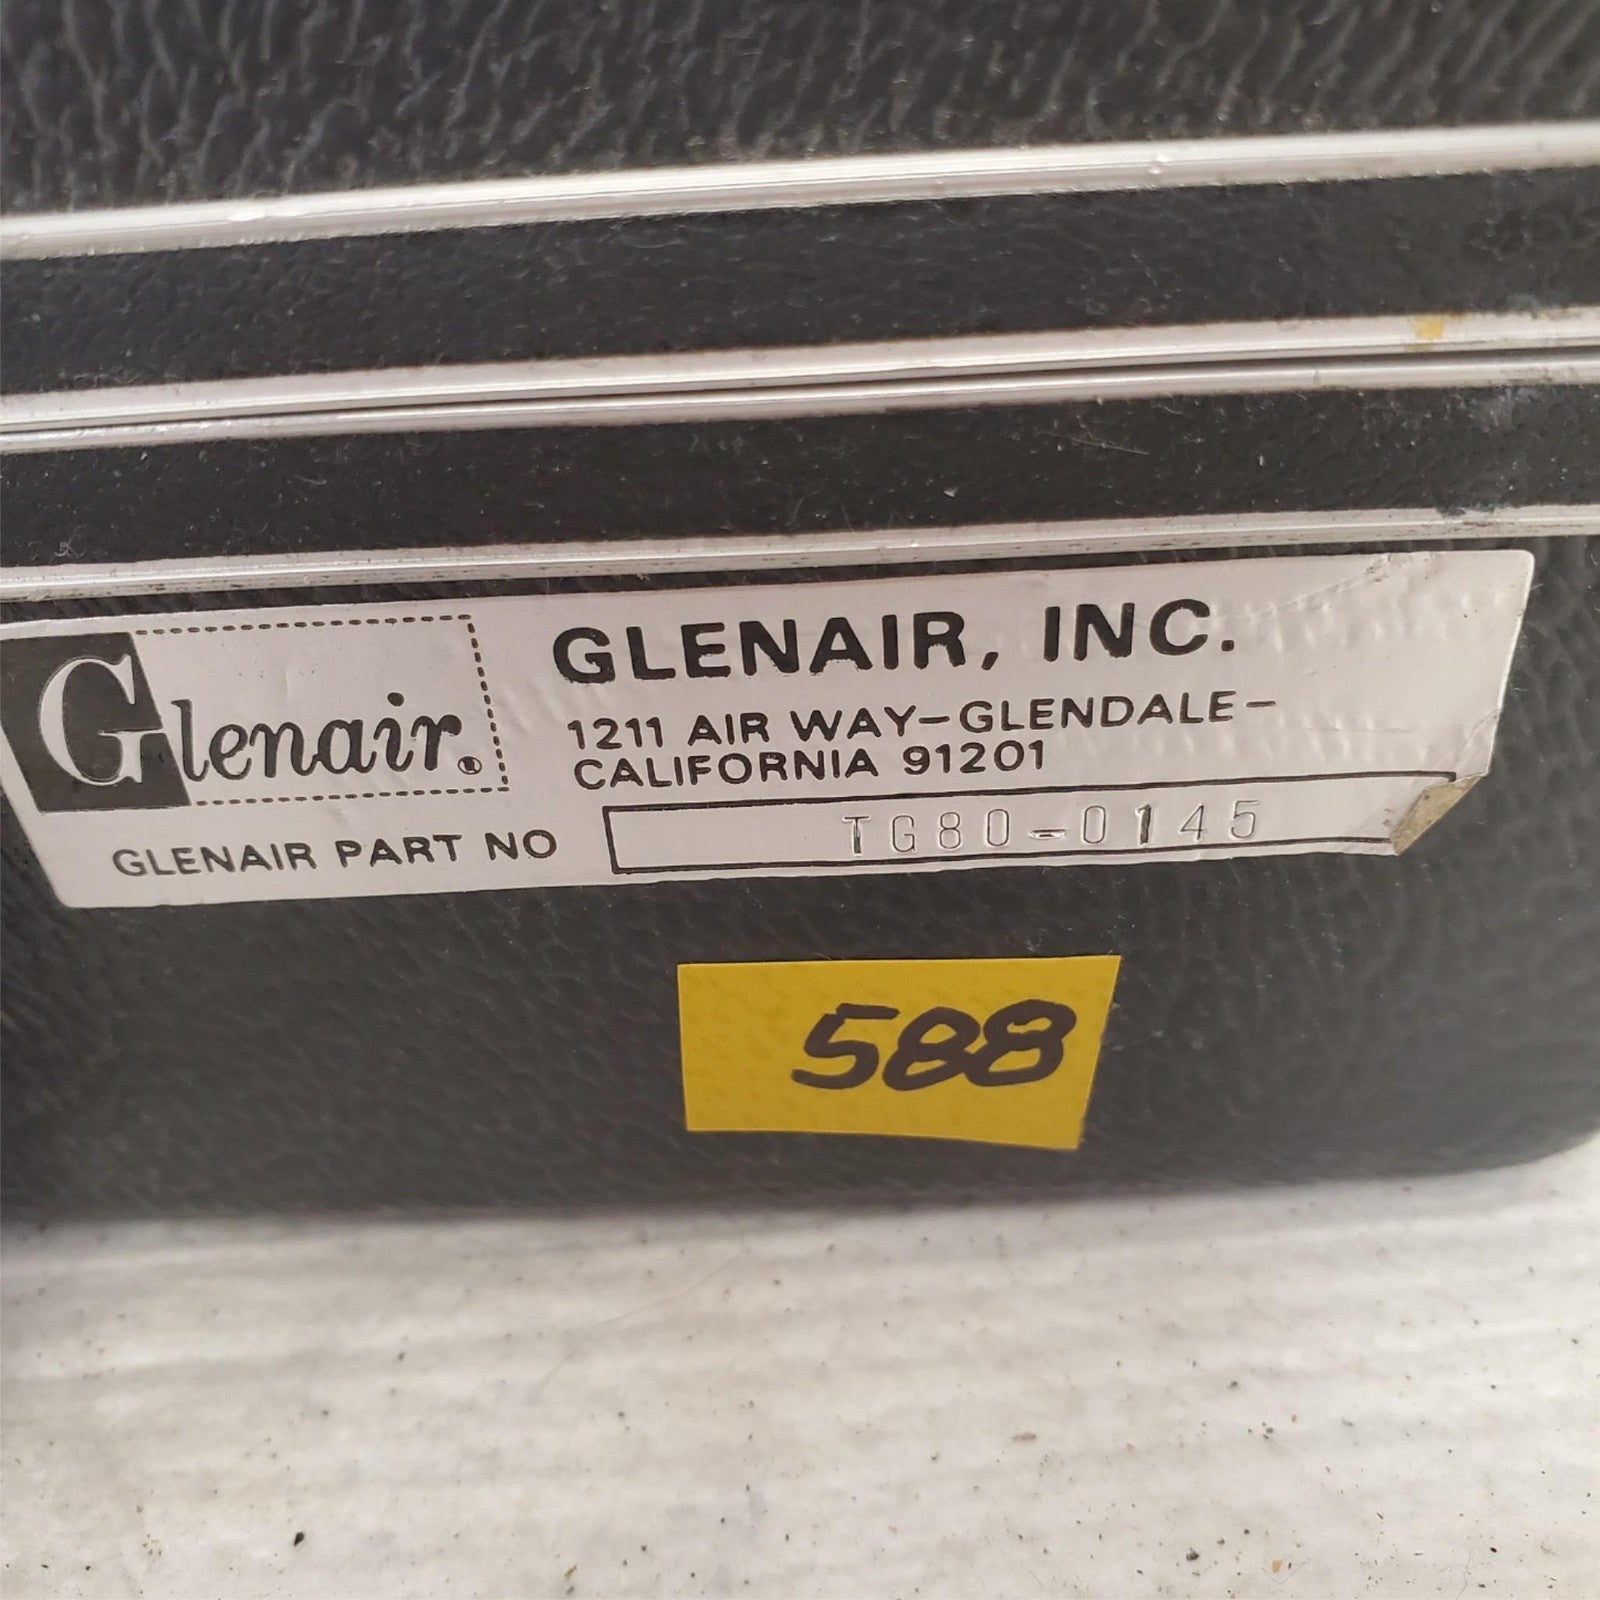 Glenair®
GLENAIR, INC.
1211 AIR WAY-GLENDALE-
CALIFORNIA 91201
GLENAIR PART NO TG80-0145
588